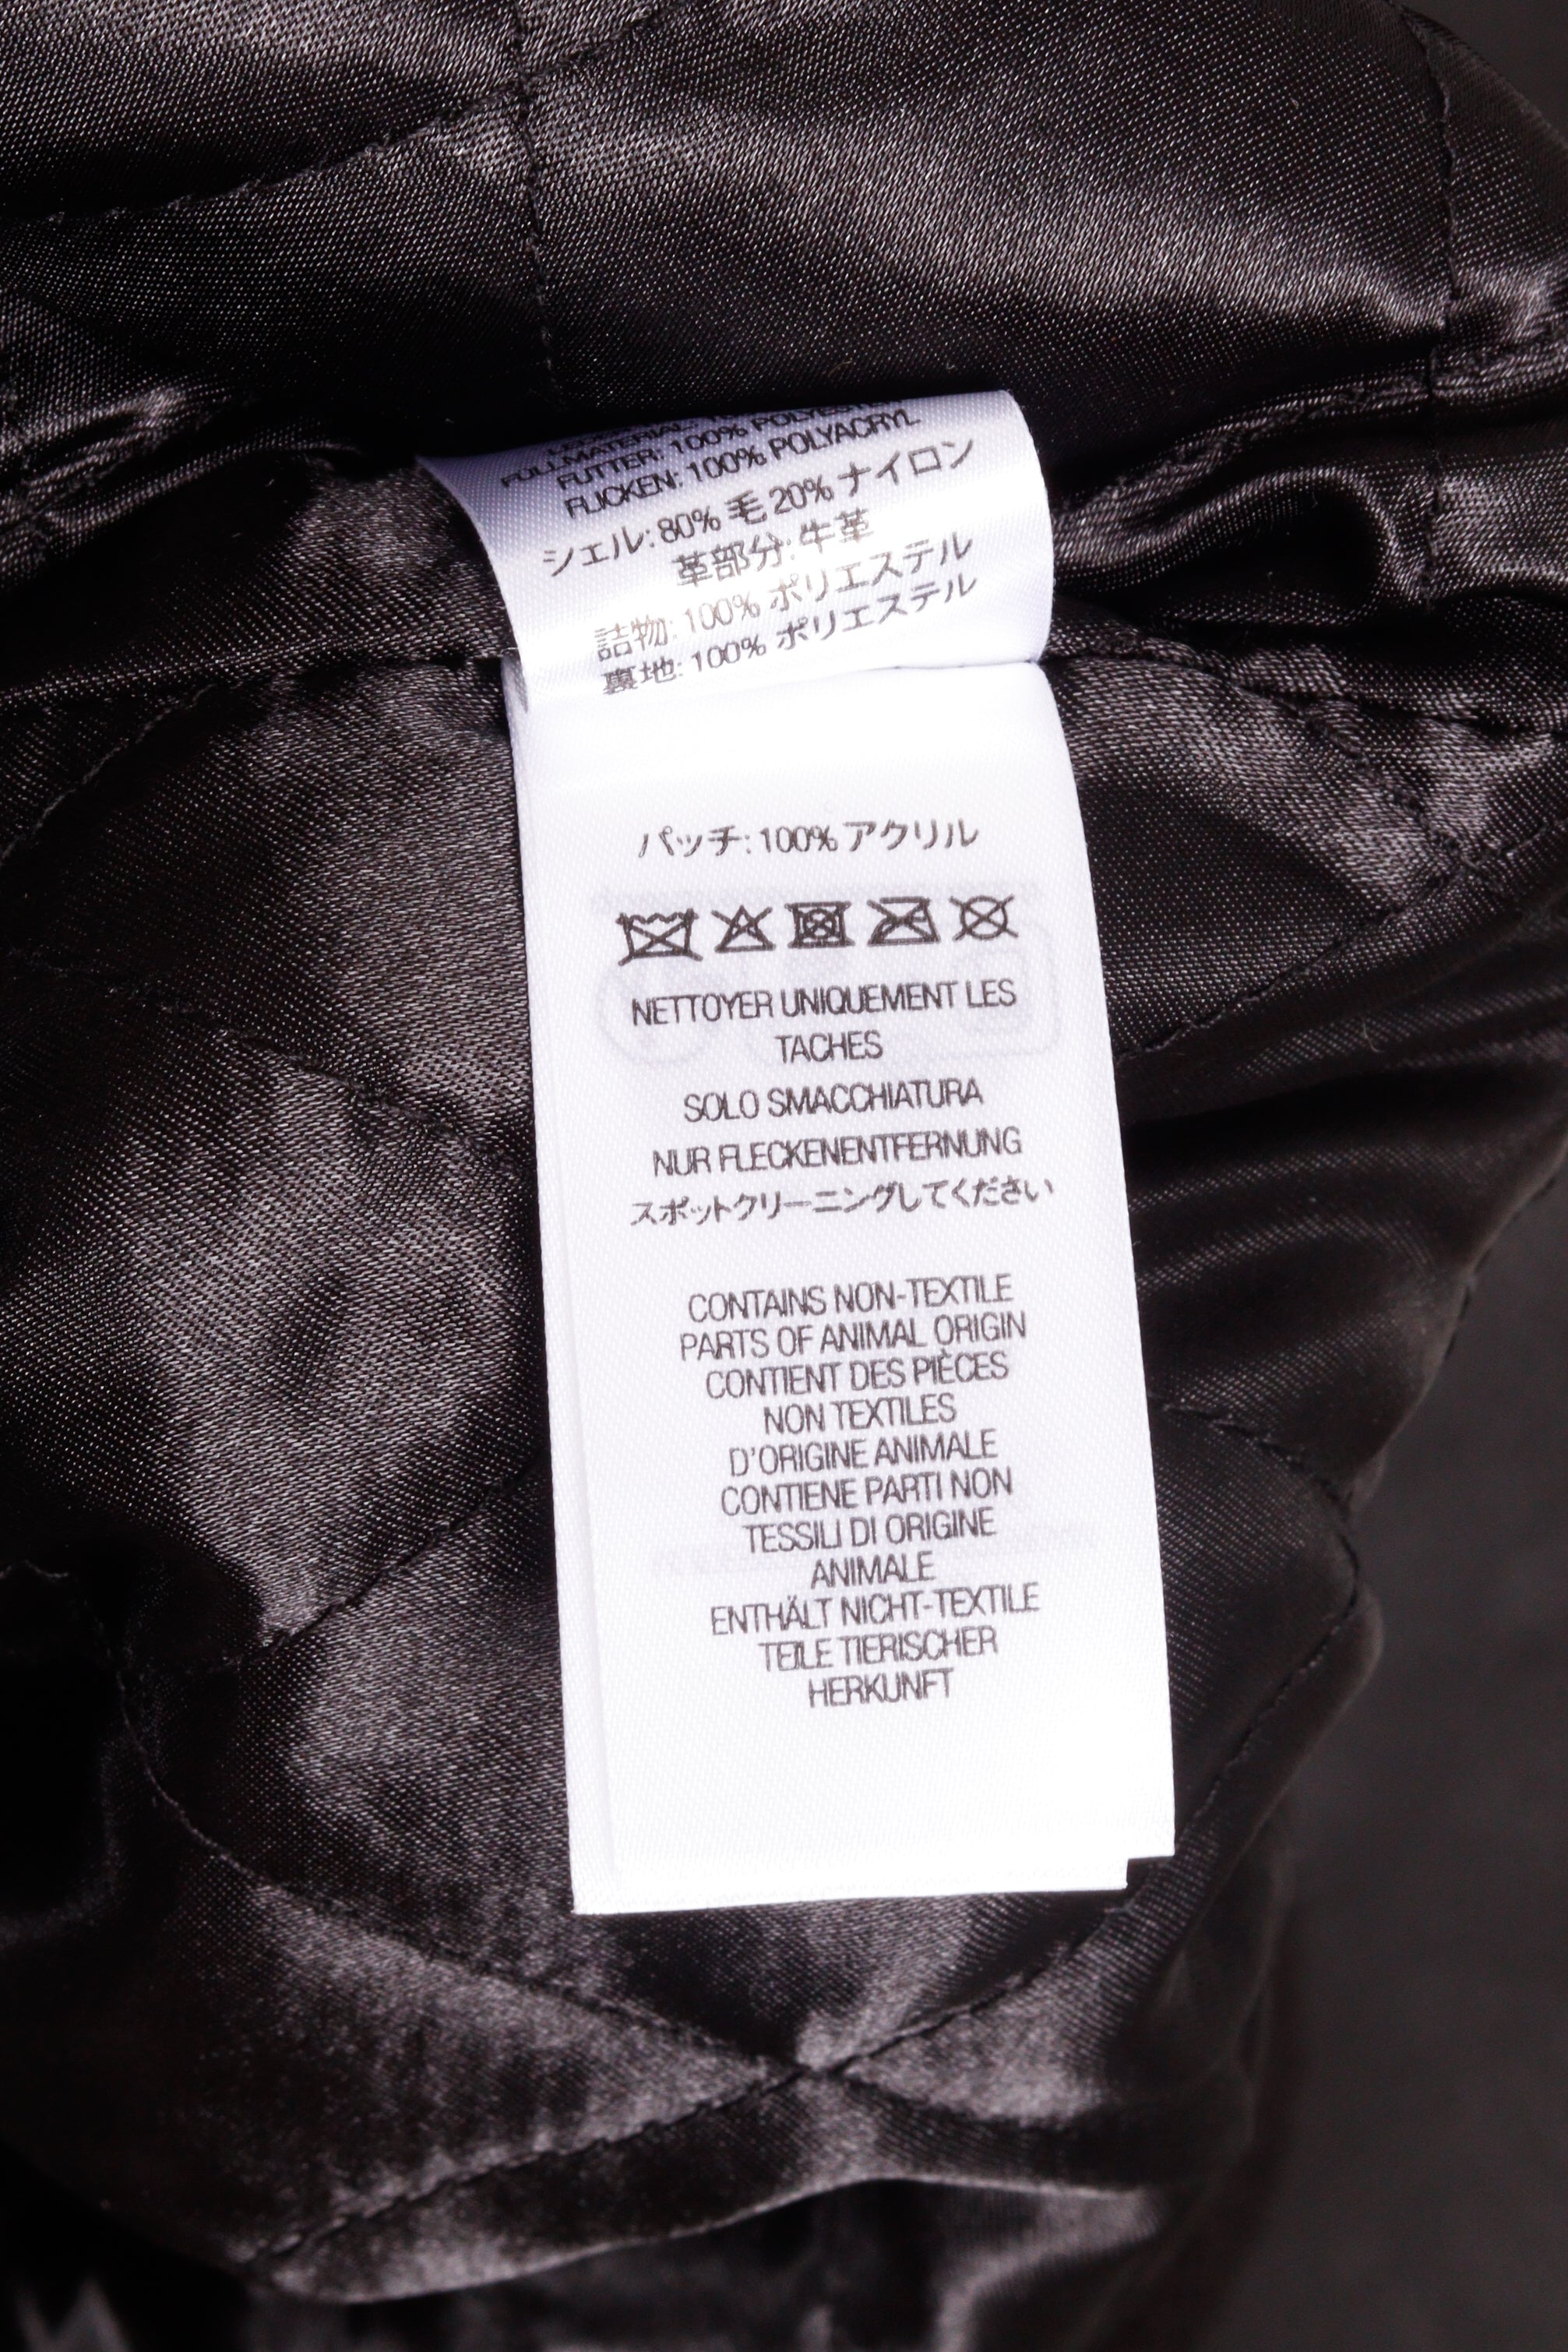 FÜLLMATERIAL: 100% POLYESTER
FUTTER: 100% POLYESTER
FLICKEN: 100% POLYACRYL
シェル: 80% 毛 20% ナイロン
革部分: 牛革
詰物: 100% ポリエステル
裏地: 100% ポリエステル
パッチ: 100% アクリル
NETTOYER UNIQUEMENT LES
TACHES
SOLO SMACCHIATURA
NUR FLECKENENTFERNUNG
スポットクリーニングしてください
CONTAINS NON-TEXTILE
PARTS OF ANIMAL ORIGIN
CONTIENT DES PIÈCES
NON TEXTILES
D'ORIGINE ANIMALE
CONTIENE PARTI NON
TESSILI DI ORIGINE
ANIMALE
ENTHÄLT NICHT-TEXTILE
TEILE TIERISCHER
HERKUNFT